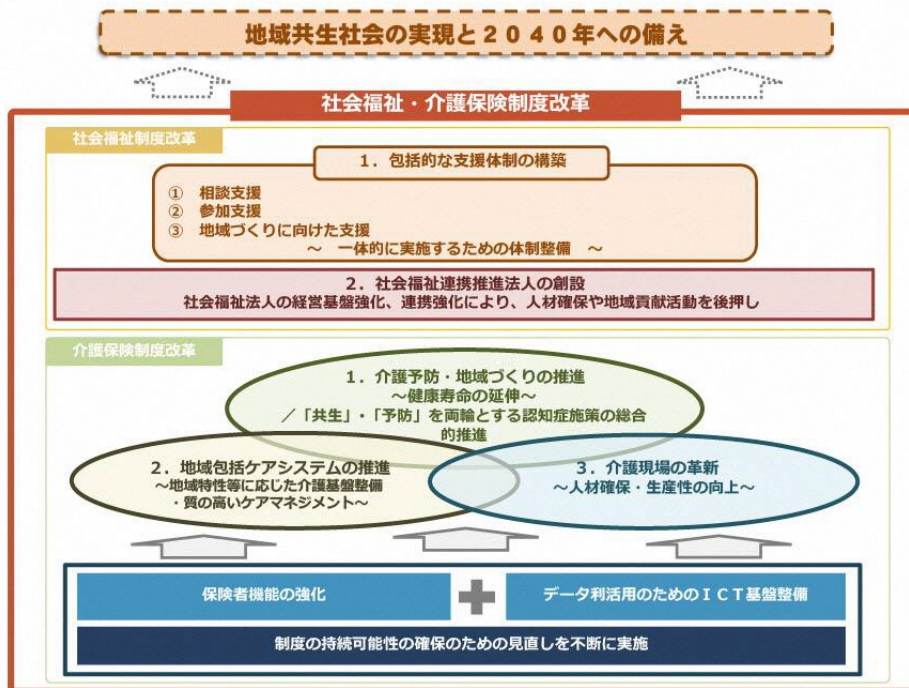 地域共生社会の実現と２０４０年への備え
社会福祉・介護保険制度改革
社会福祉制度改革
１．包括的な支援体制の構築
① 相談支援
② 参加支援
③ 地域づくりに向けた支援
～ 一体的に実施するための体制整備 ～
２．社会福祉連携推進法人の創設
社会福祉法人の経営基盤強化、連携強化により、人材確保や地域貢献活動を後押し
介護保険制度改革
１．介護予防・地域づくりの推進
～健康寿命の延伸～
／「共生」・「予防」を両輪とする認知症施策の総合
的推進
２．地域包括ケアシステムの推進
～地域特性等に応じた介護基盤整備
・質の高いケアマネジメント～
３．介護現場の革新
～人材確保・生産性の向上～
保険者機能の強化
データ利活用のためのＩＣＴ基盤整備
制度の持続可能性の確保のための見直しを不断に実施